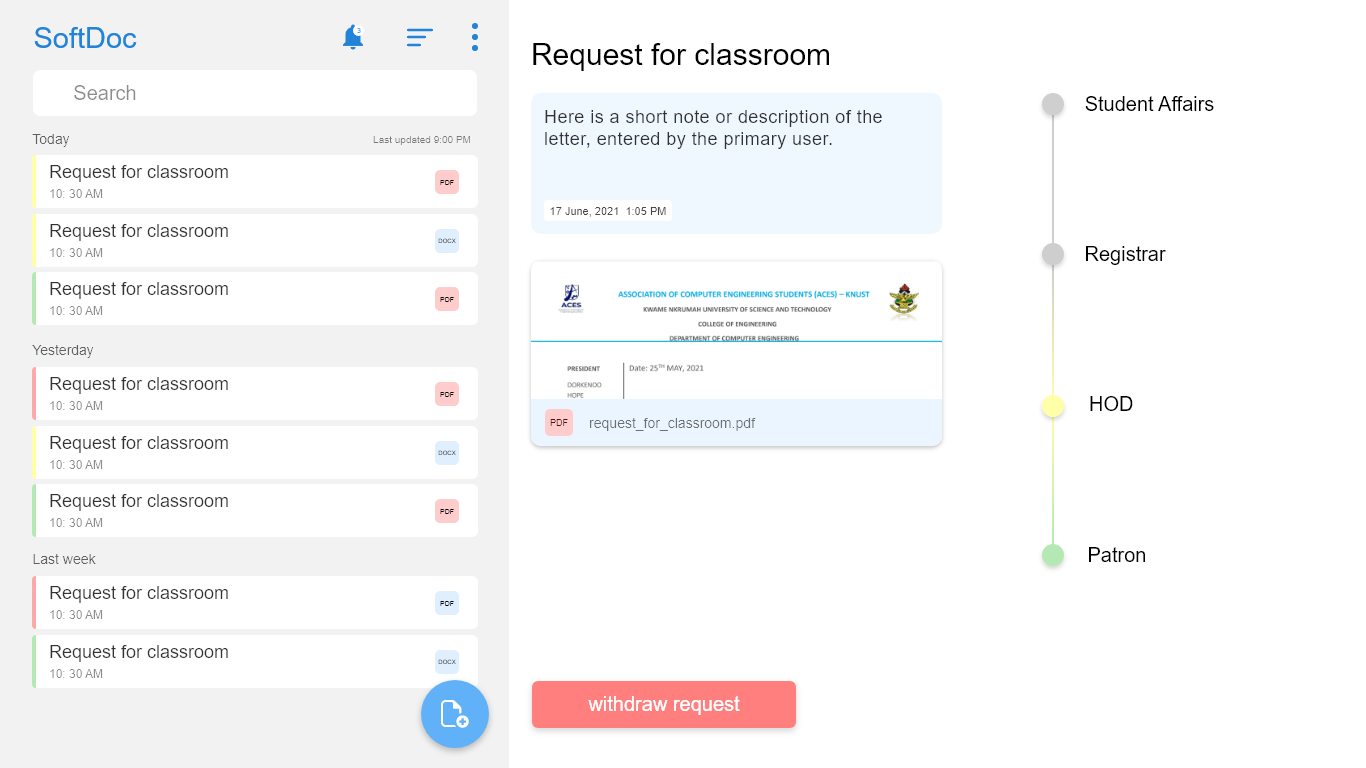 SoftDoc
3
Search
Today
Last updated 9:00 PM
Request for classroom
10: 30 AM
PDF
Request for classroom
10: 30 AM
DOCX
Request for classroom
10: 30 AM
PDF
Yesterday
Request for classroom
10: 30 AM
PDF
Request for classroom
10: 30 AM
DOCX
Request for classroom
10: 30 AM
PDF
Last week
Request for classroom
10: 30 AM
PDF
Request for classroom
10: 30 AM
DOCX
Request for classroom
Here is a short note or description of the
letter, entered by the primary user.
17 June, 2021 1:05 PM
ACES
ASSOCIATION OF COMPUTER ENGINEERING STUDENTS (ACES) – KNUST
KWAME NKRUMAH UNIVERSITY OF SCIENCE AND TECHNOLOGY
COLLEGE OF ENGINEERING
DEPARTMENT OF COMPUTER ENGINEERING
PRESIDENT
DORKENOO
HOPE
Date: 25TH MAY, 2021
PDF
request_for_classroom.pdf
withdraw request
Student Affairs
Registrar
HOD
Patron